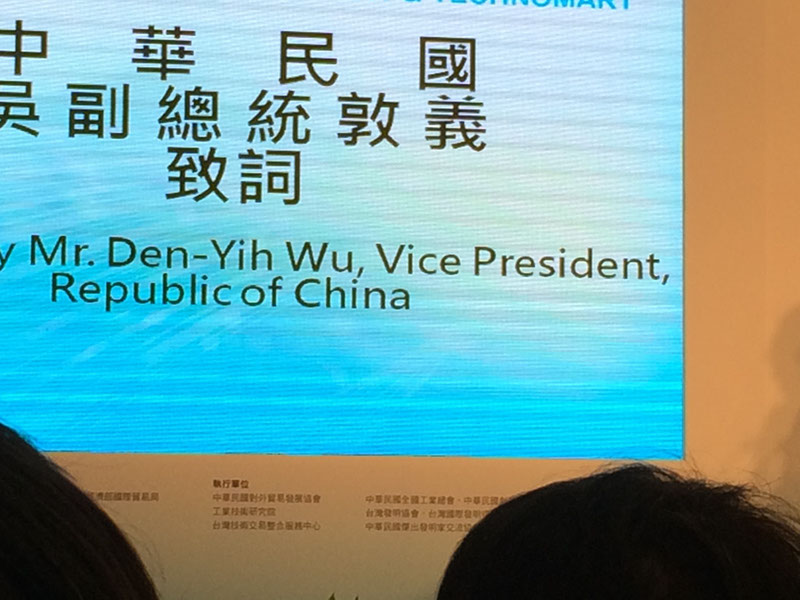 & TECHNOMART
中華民國
吳副總統敦義
致詞
y Mr. Den-Yih Wu, Vice President,
Republic of China
執行單位
經濟部國際貿易局
中華民國對外貿易發展協會
工業技術研究院
台灣技術交易整合服務中心
中華民國全國工業總會、中華民國
台灣發明協會、台灣國際發明
中華民國傑出發明家交流協